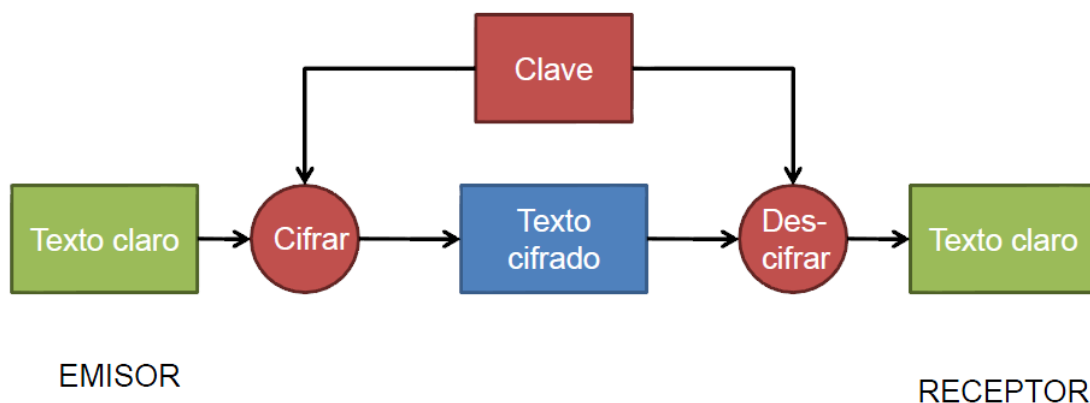 Clave
Texto claro
Cifrar
Texto
cifrado
Des-
cifrar
Texto claro
EMISOR
RECEPTOR